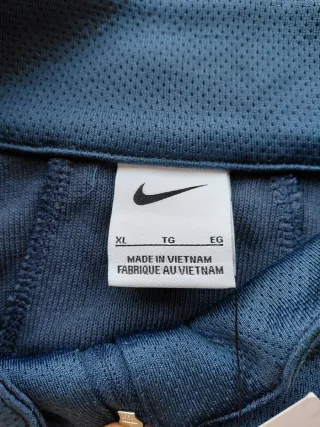 XL TG EG
MADE IN VIETNAM
FABRIQUE AU VIETNAM